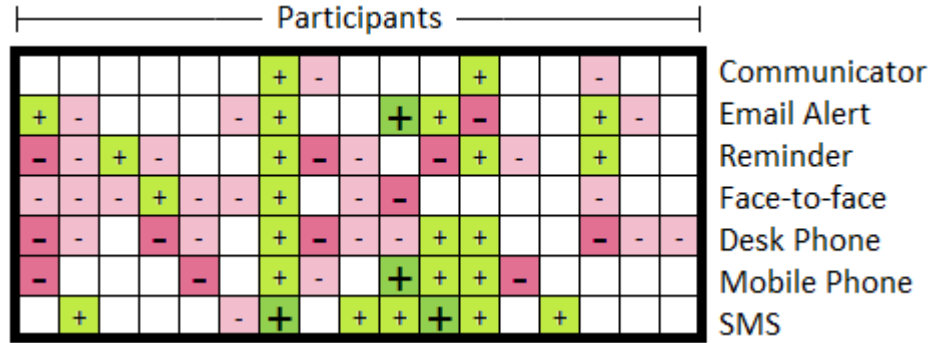 Participants
+ - + - Communicator
+ - - + + + - + - Email Alert
- - + - + - - - + - + Reminder
- - - + - - + - - - Face-to-face
- - - - + - - - + + - - - Desk Phone
- - + - + + + - Mobile Phone
+ - + + + + + + SMS